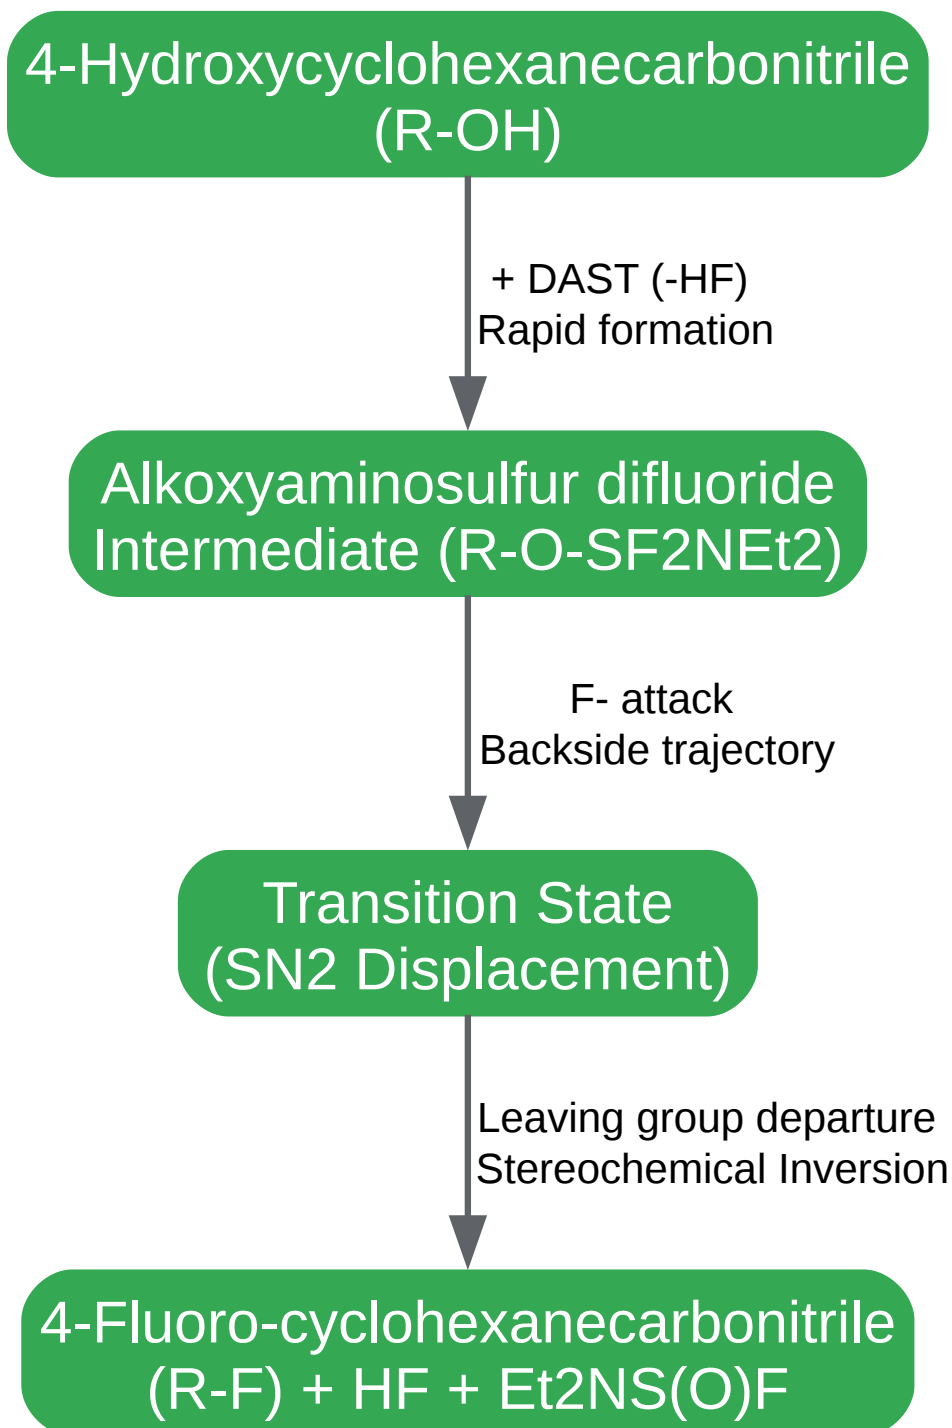 4-Hydroxycyclohexanecarbonitrile
(R-OH)
+ DAST (-HF)
Rapid formation
Alkoxyaminosulfur difluoride
Intermediate (R-O-SF2NEt2)
F- attack
Backside trajectory
Transition State
(SN2 Displacement)
Leaving group departure
Stereochemical Inversion
4-Fluoro-cyclohexanecarbonitrile
(R-F) + HF + Et2NS(O)F